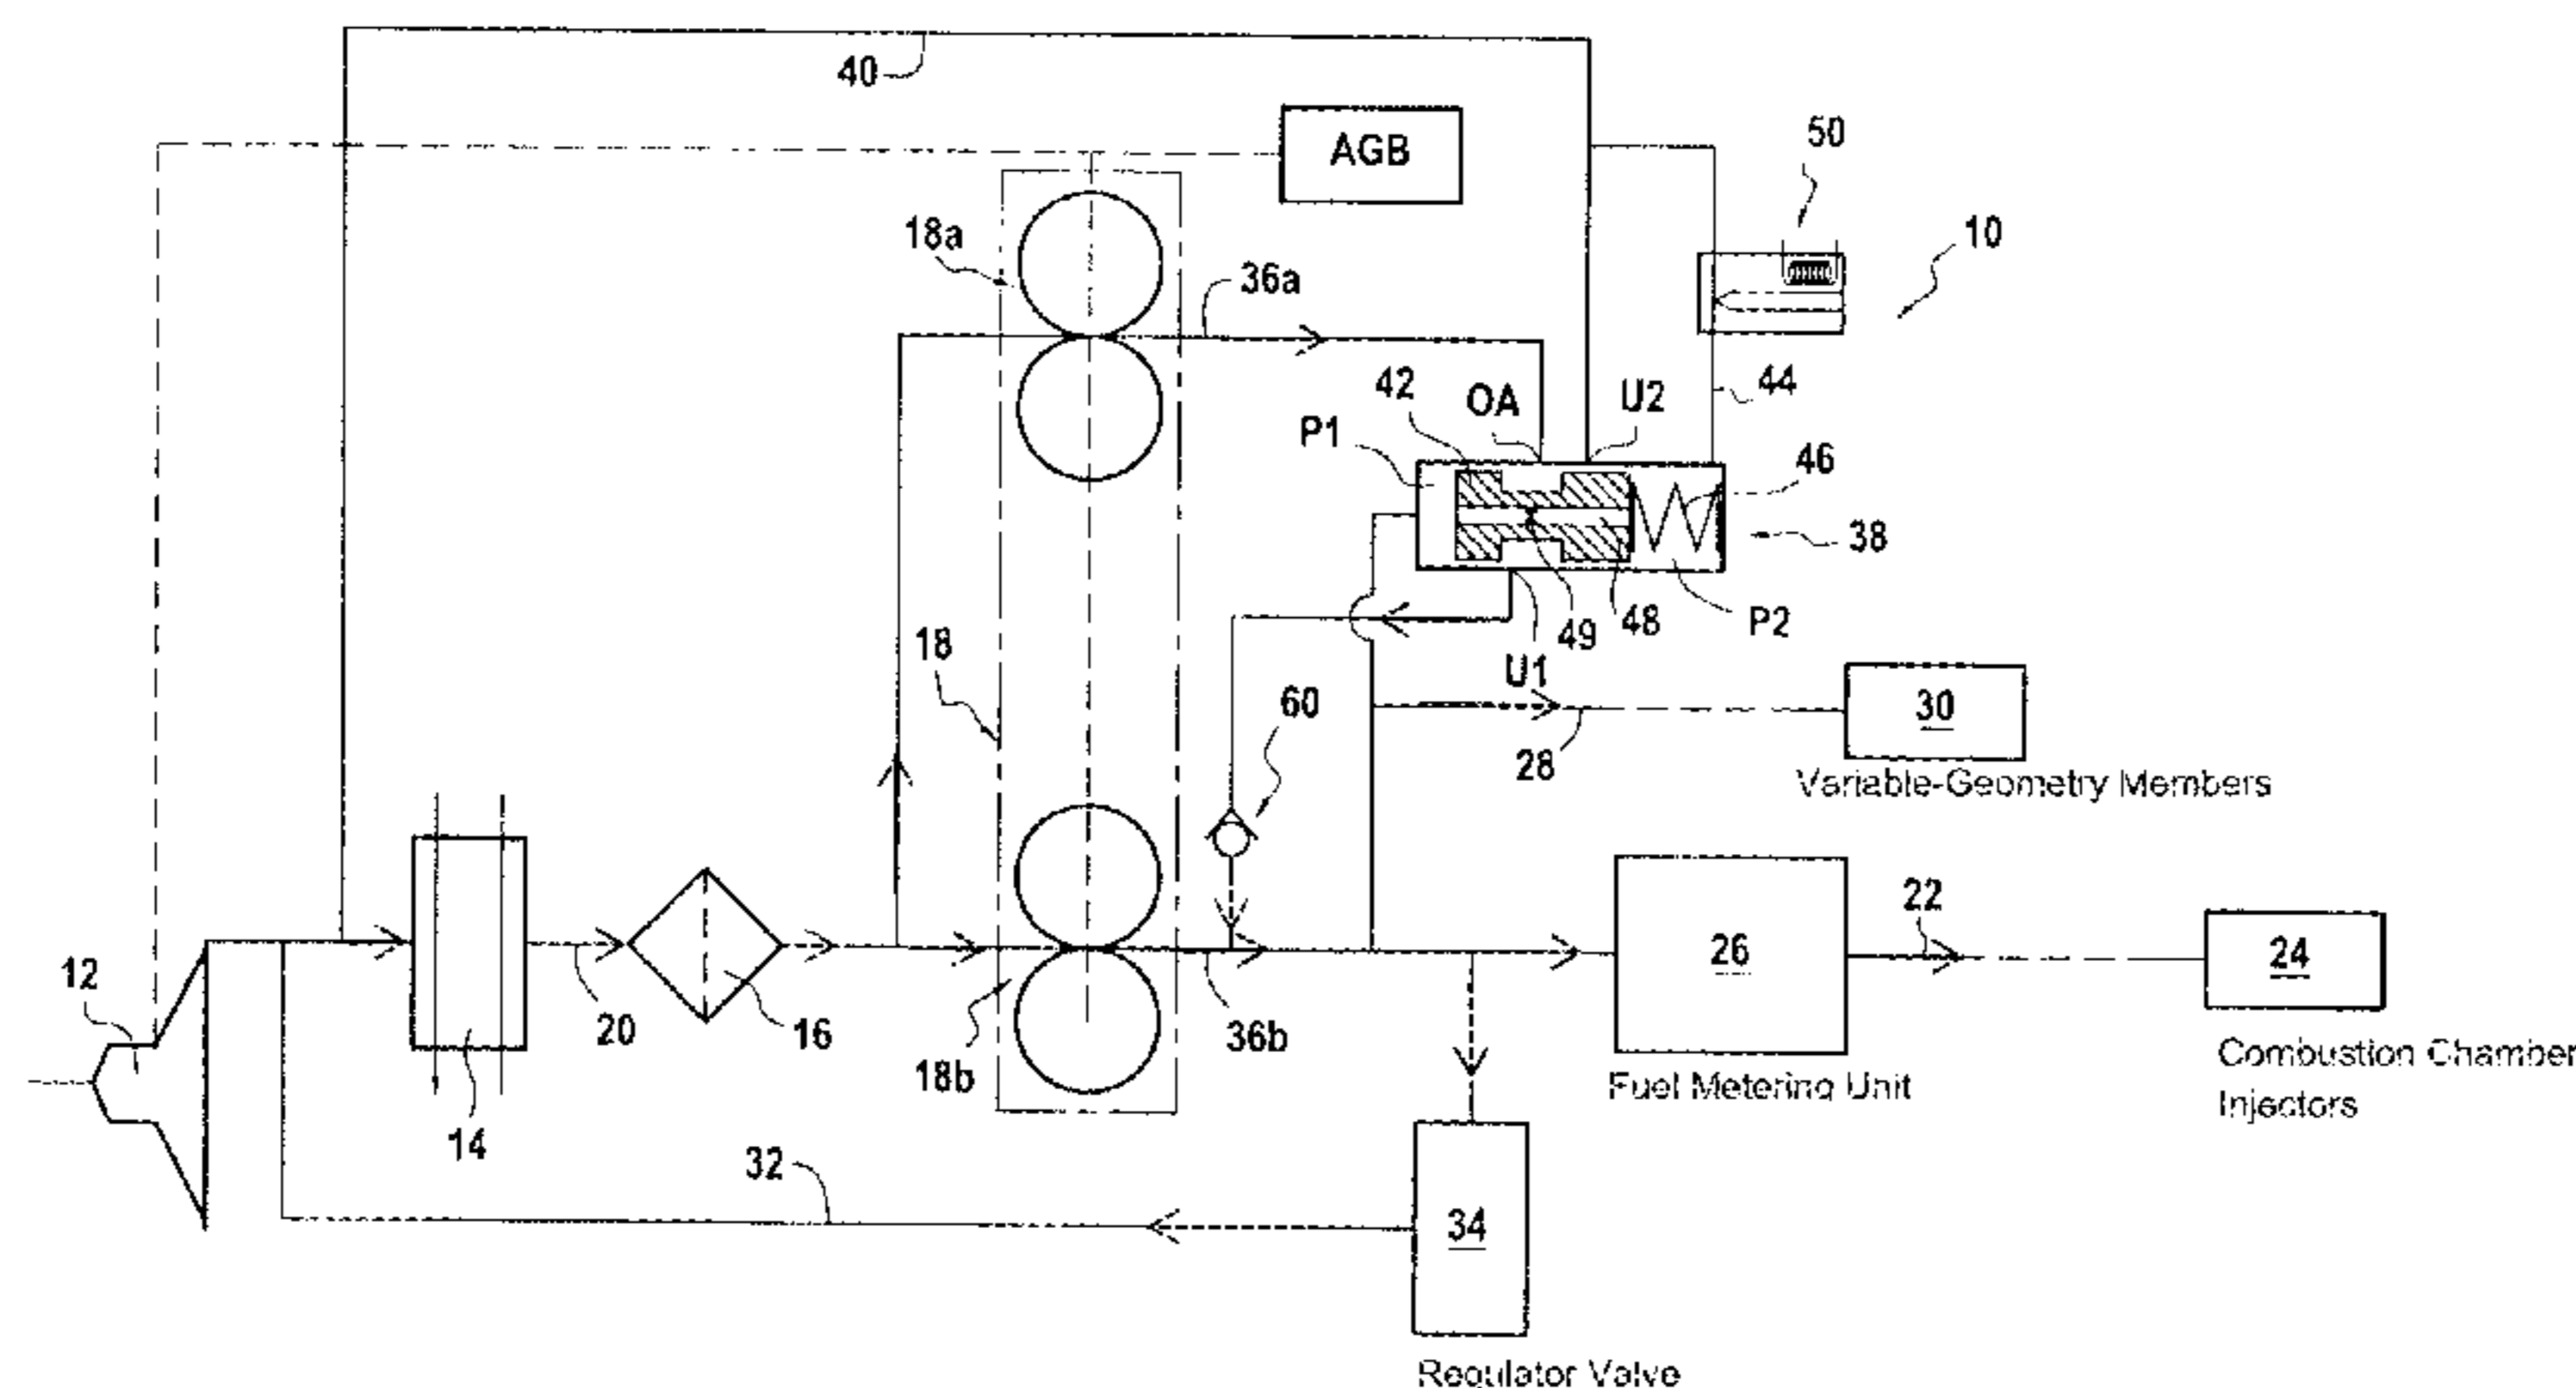 40
AGB
50
10
18a
36a
42
OA
U2
44
P1
46
38
49
48
P2
U1
18
60
30
28
Variable-Geometry Members
12
20
16
26
22
24
18b
36b
14
Fuel Metering Unit
Combustion Chamber
Injectors
32
34
Regulator Valve